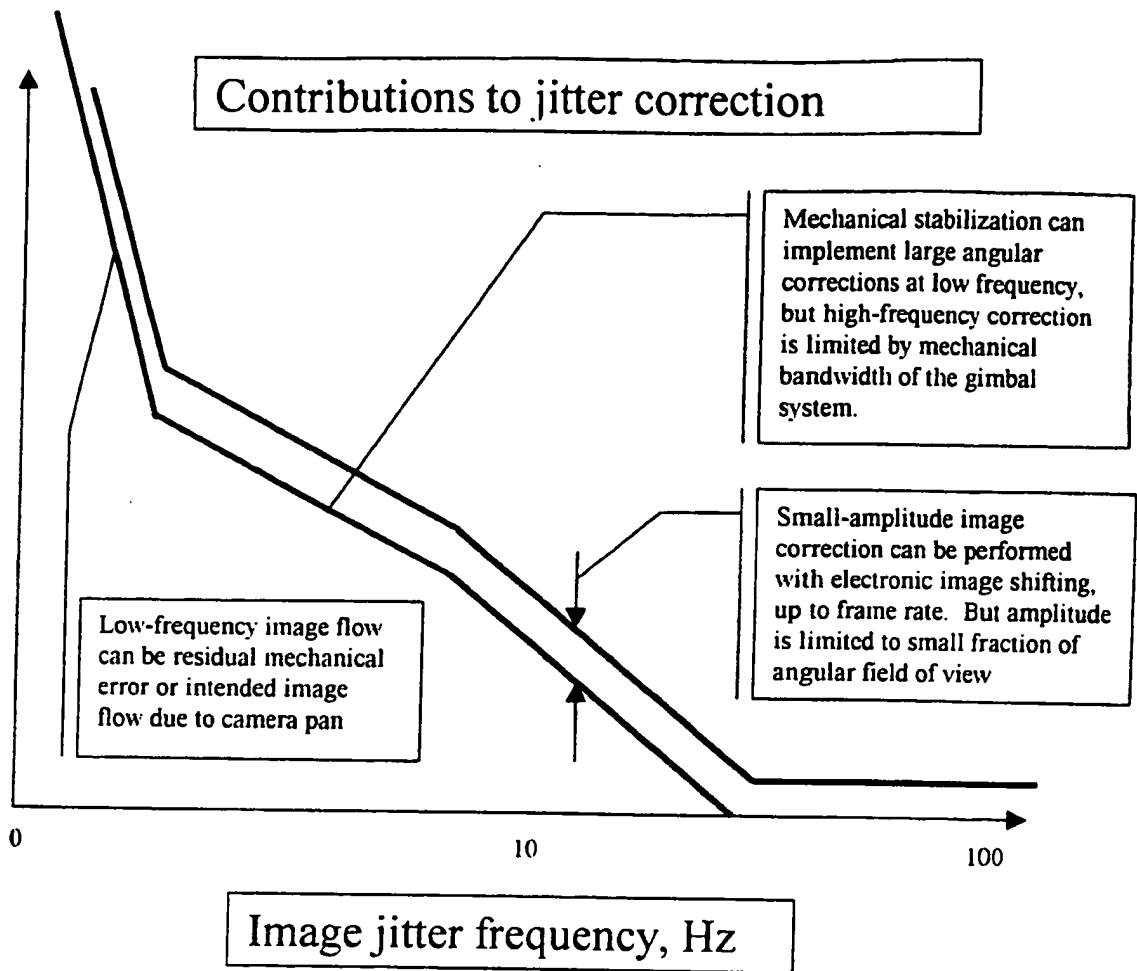 Contributions to jitter correction
Mechanical stabilization can
implement large angular
corrections at low frequency,
but high-frequency correction
is limited by mechanical
bandwidth of the gimbal
system.
Small-amplitude image
correction can be performed
with electronic image shifting,
up to frame rate. But amplitude
is limited to small fraction of
angular field of view
Low-frequency image flow
can be residual mechanical
error or intended image
flow due to camera pan
0
10
100
Image jitter frequency, Hz